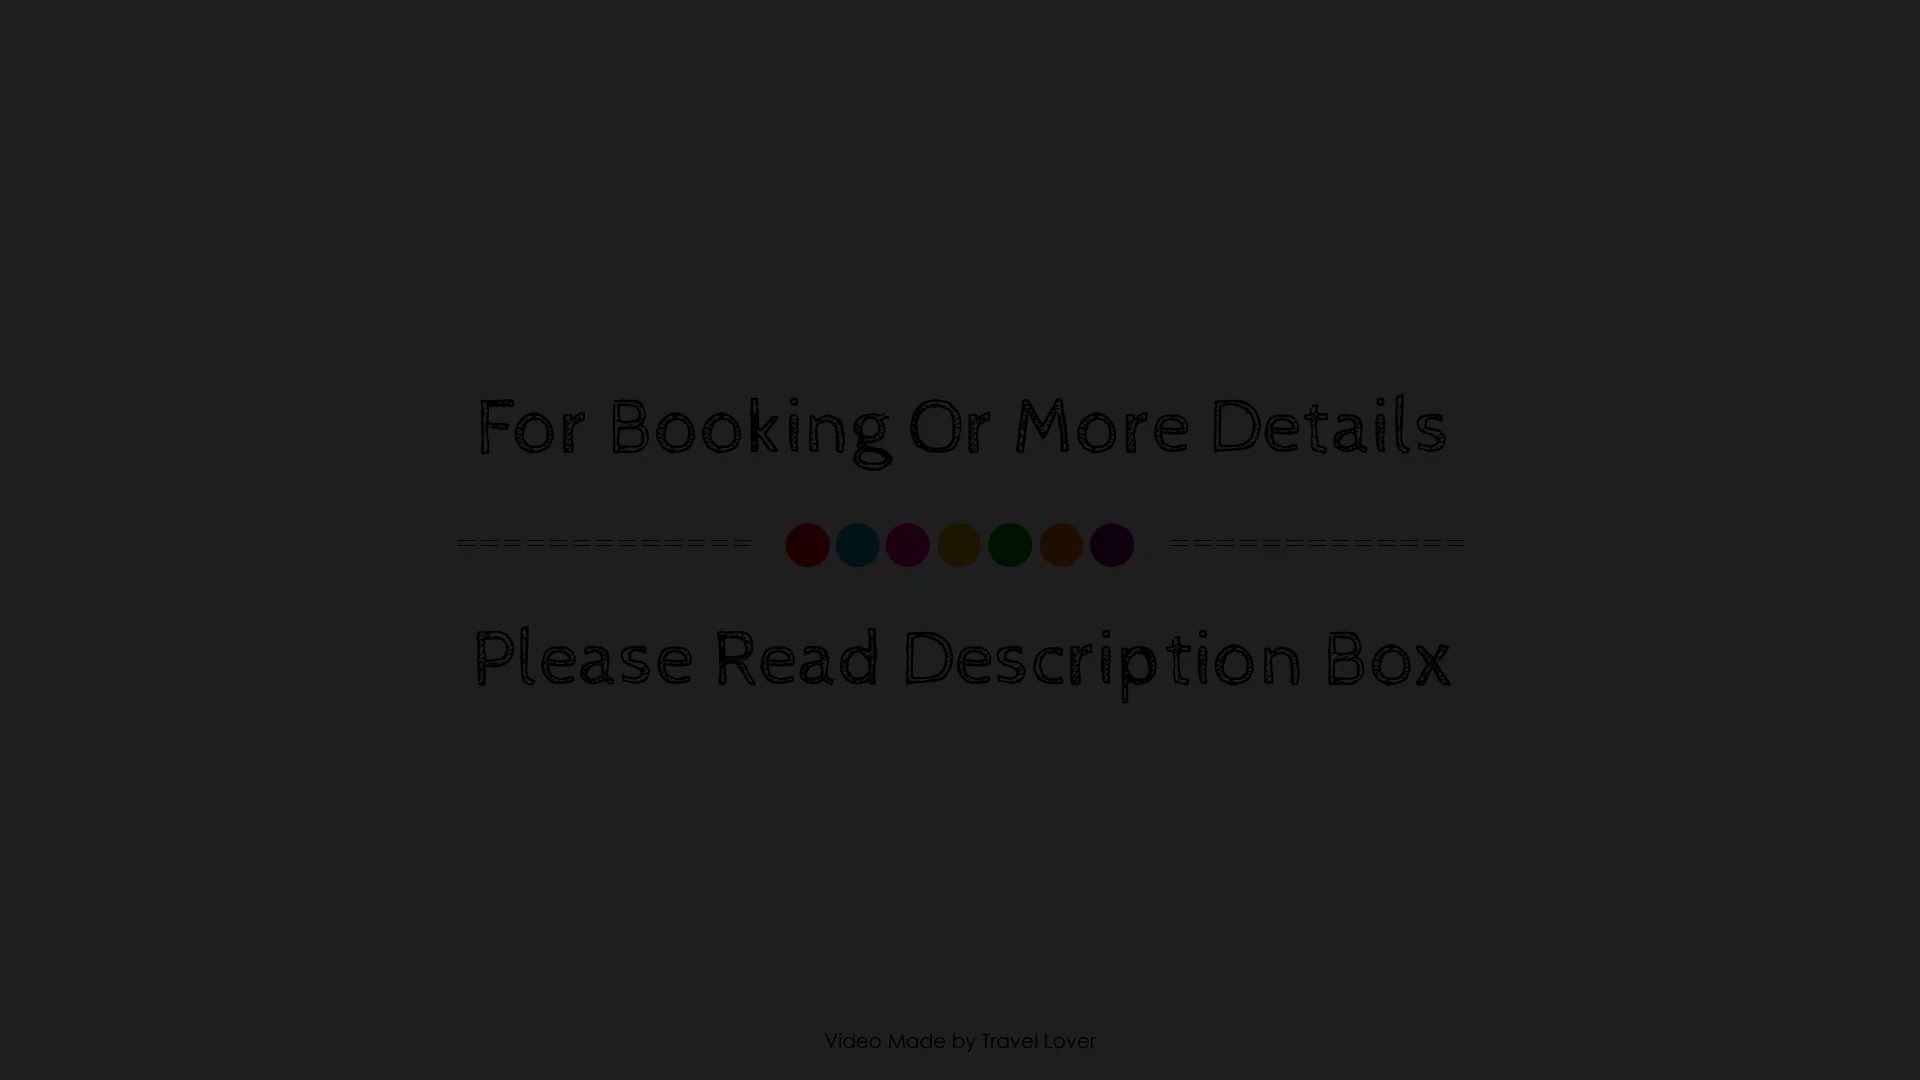 For Booking Or More Details
============= =============
Please Read Description Box
Video Made by Travel Lover